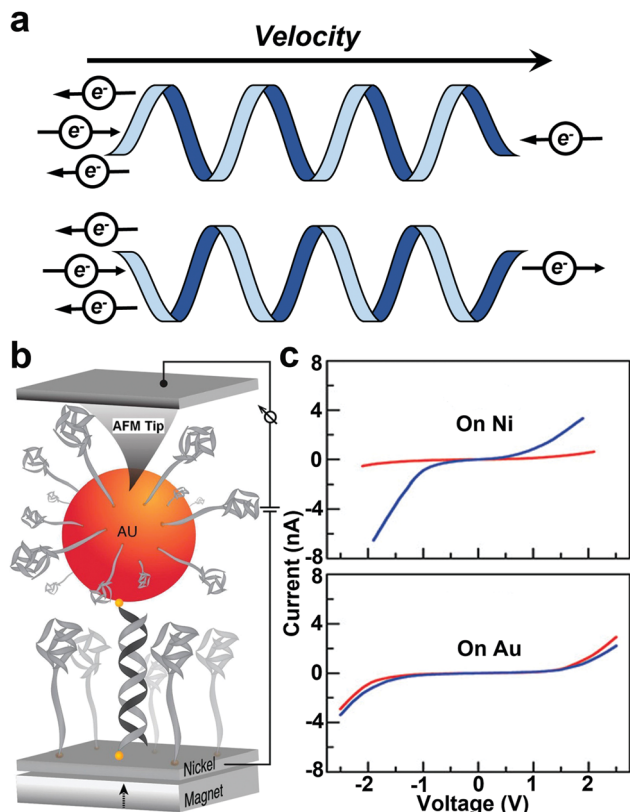 a
Velocity
e-
e-
e-
e-
e-
e-
e-
e-
b
AFM Tip
AU
Nickel
Magnet
c
8
4
0
-4
-8
On Ni
Current (nA)
8
4
0
-4
-8
On Au
-2 -1 0 1 2
Voltage (V)